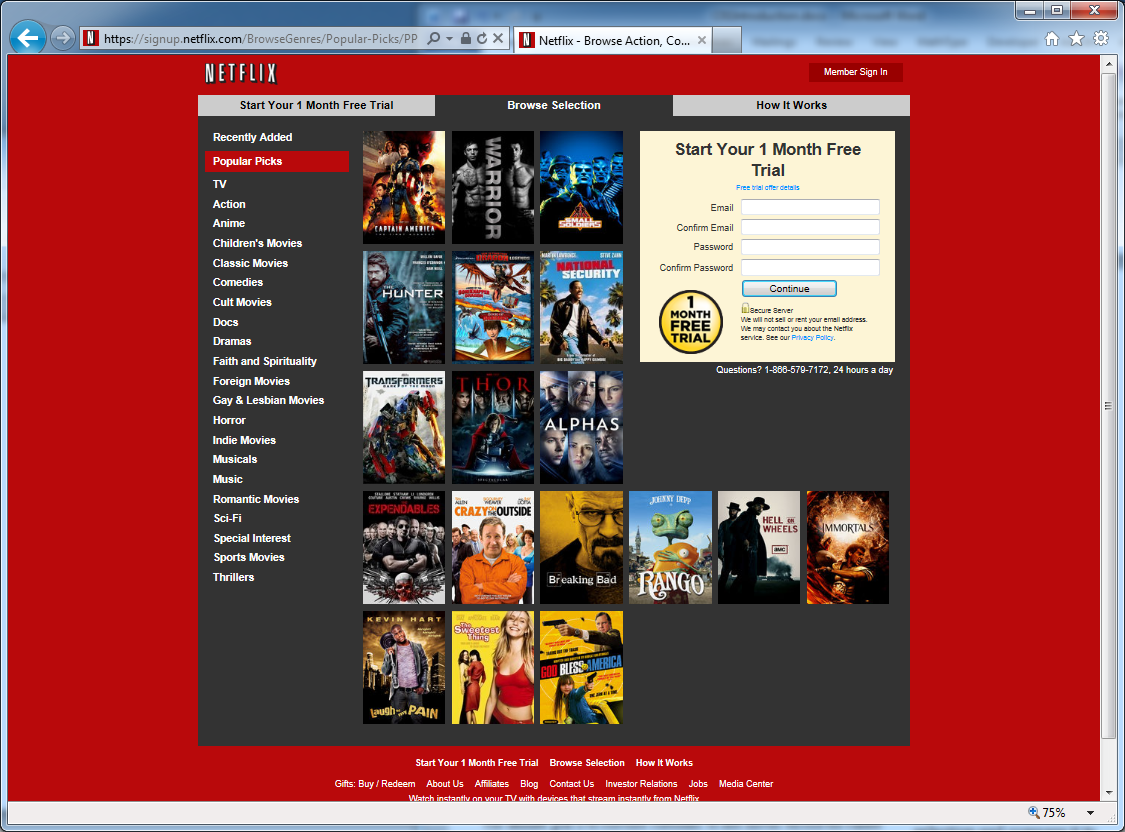 https://signup.netflix.com/BrowseGenres/Popular-Picks/PP
Netflix - Browse Action, Co...
NETFLIX
Member Sign In
Start Your 1 Month Free Trial
Browse Selection
How It Works
Recently Added
Popular Picks
TV
Action
Anime
Children's Movies
Classic Movies
Comedies
Cult Movies
Docs
Dramas
Faith and Spirituality
Foreign Movies
Gay & Lesbian Movies
Horror
Indie Movies
Musicals
Music
Romantic Movies
Sci-Fi
Special Interest
Sports Movies
Thrillers
CAPTAIN AMERICA
WARRIOR
SMALL SOLDIERS
THE HUNTER
NATIONAL SECURITY
TRANSFORMERS
THOR
ALPHAS
THE EXPENDABLES
CRAZY ON THE OUTSIDE
Breaking Bad
JOHNNY DEPP
RANGO
HELL ON WHEELS
amc
IMMORTALS
KEVIN HART
Laugh at My PAIN
The Sweetest Thing
GOD BLESS AMERICA
Start Your 1 Month Free
Trial
Free trial offer details
Email
Confirm Email
Password
Confirm Password
Continue
1
MONTH
FREE
TRIAL
Secure Server
We will not sell or rent your email address.
We may contact you about the Netflix
service. See our Privacy Policy.
Questions? 1-866-579-7172, 24 hours a day
Start Your 1 Month Free Trial Browse Selection How It Works
Gifts: Buy / Redeem About Us Affiliates Blog Contact Us Investor Relations Jobs Media Center
Watch instantly on your TV with devices that stream instantly from Netflix
75%